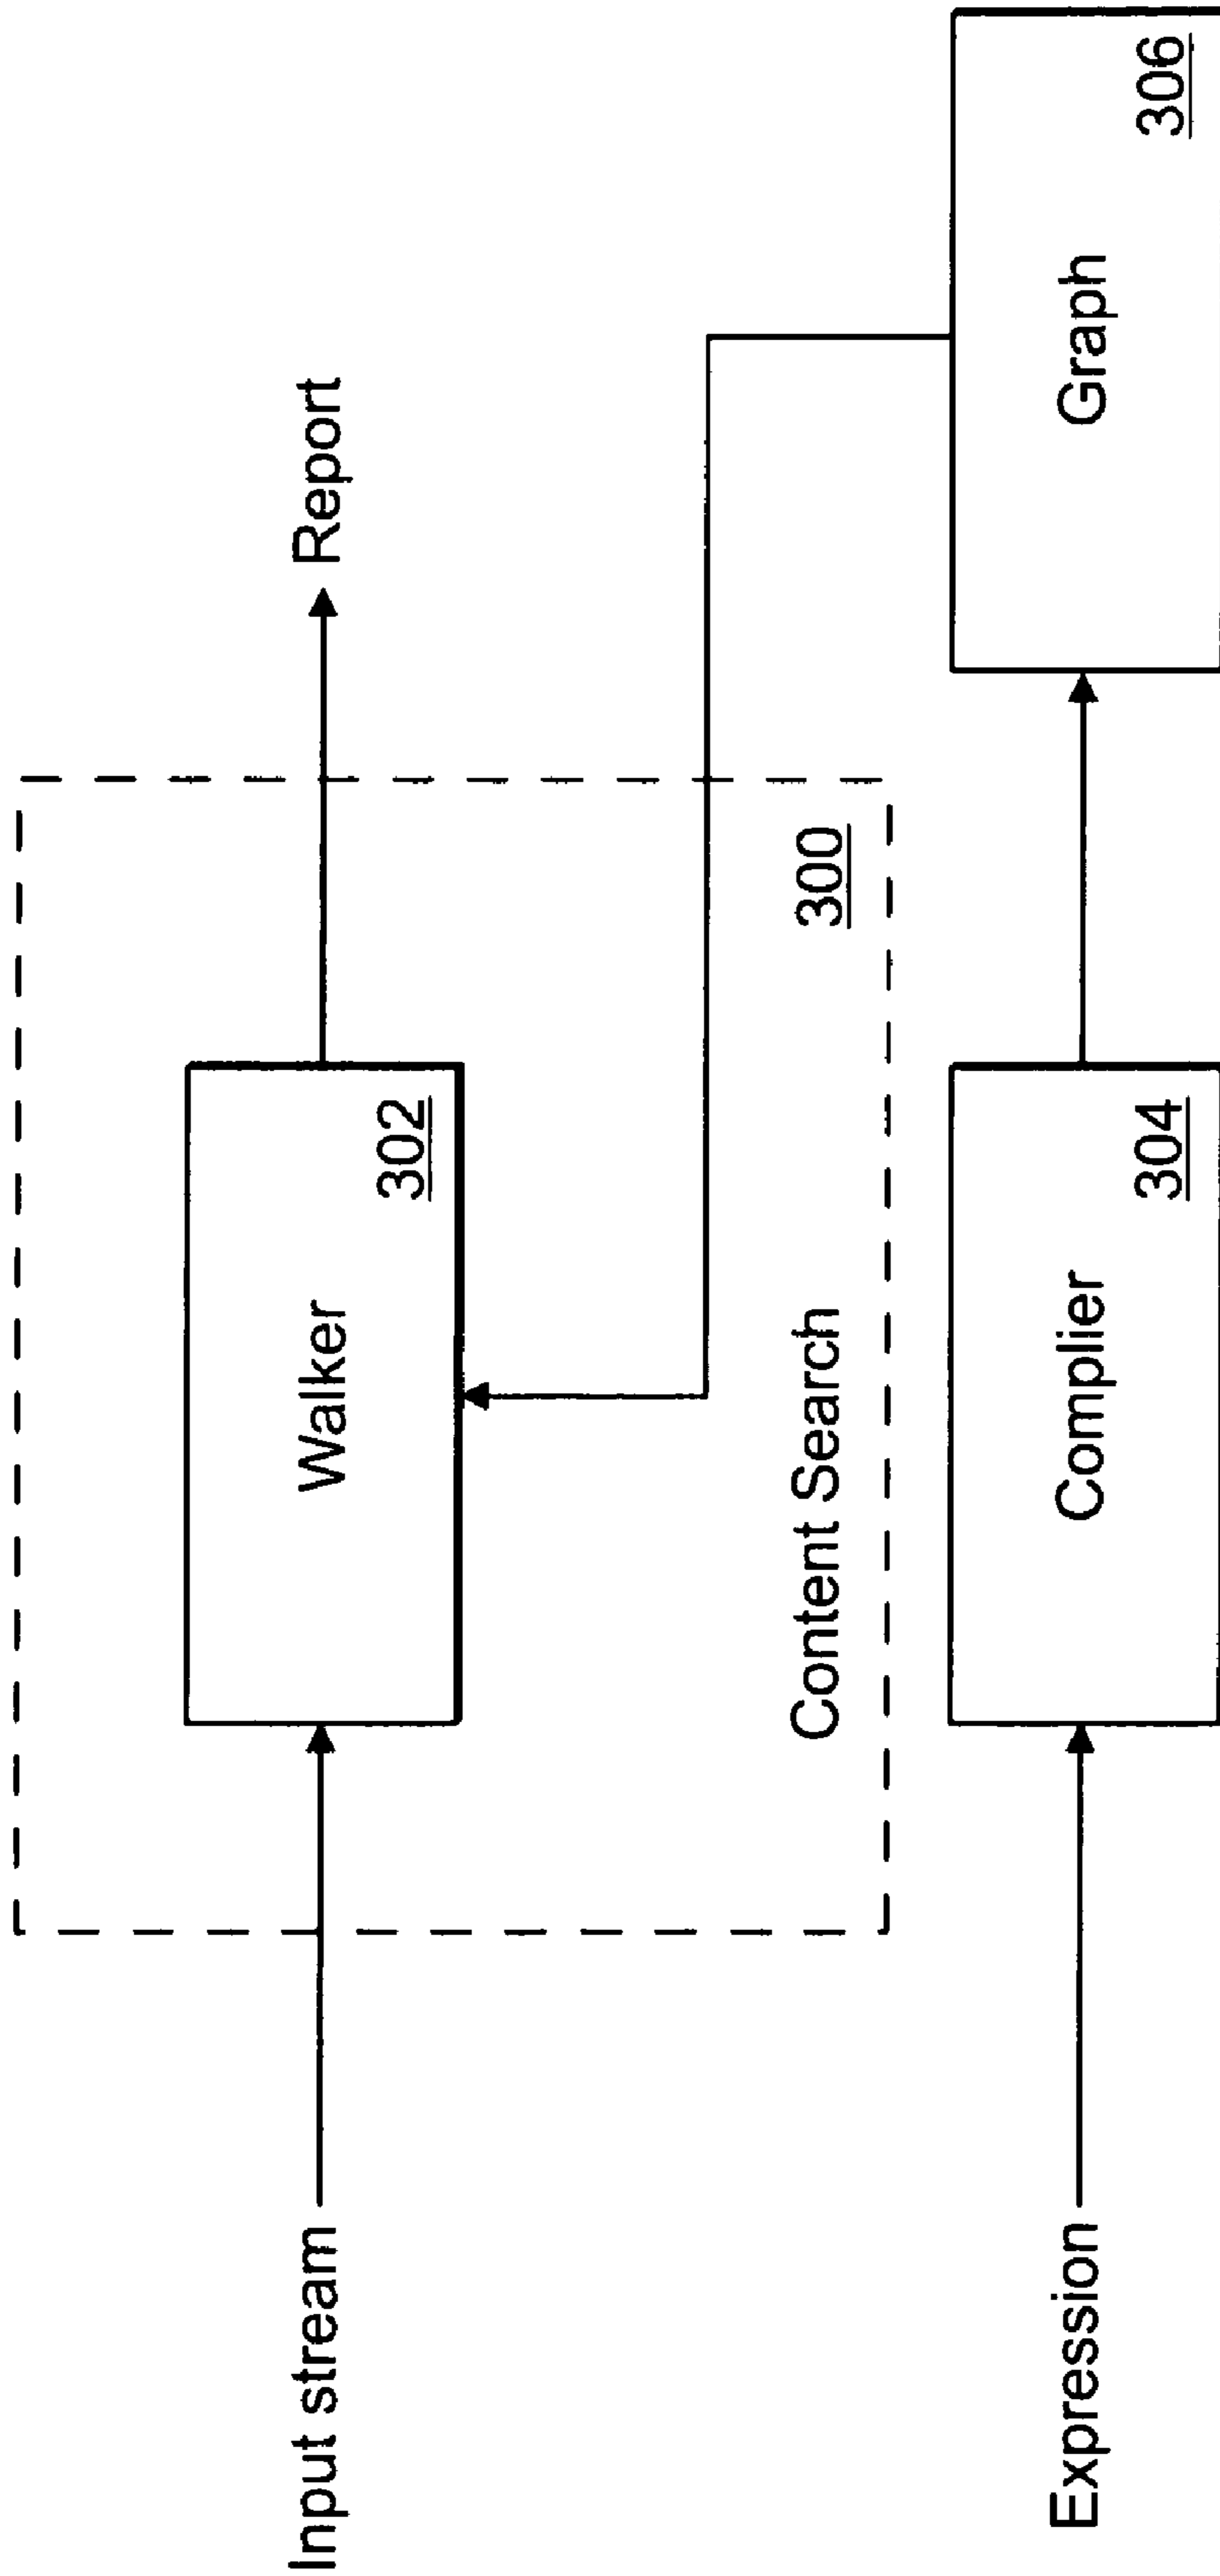 Input stream
Walker
302
Report
Content Search
300
Expression
Complier
304
Graph
306